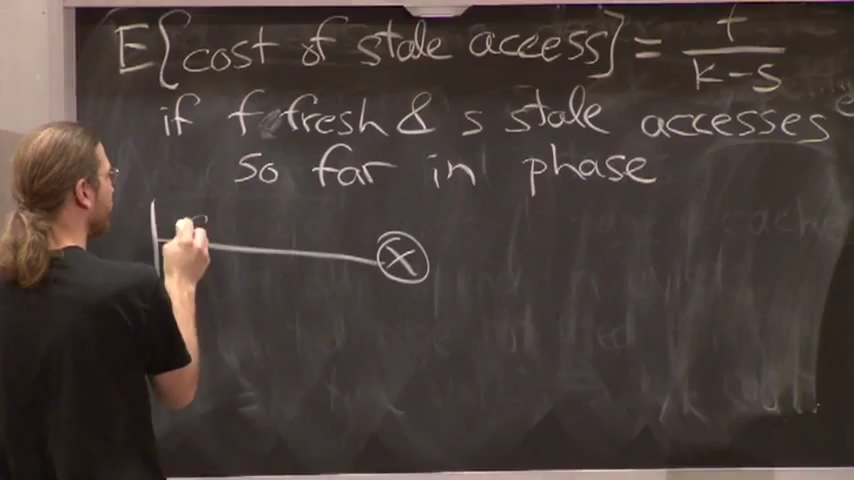 E[cost of stale access] = f/(k-s)
if f fresh & s stale accesses
so far in phase
x